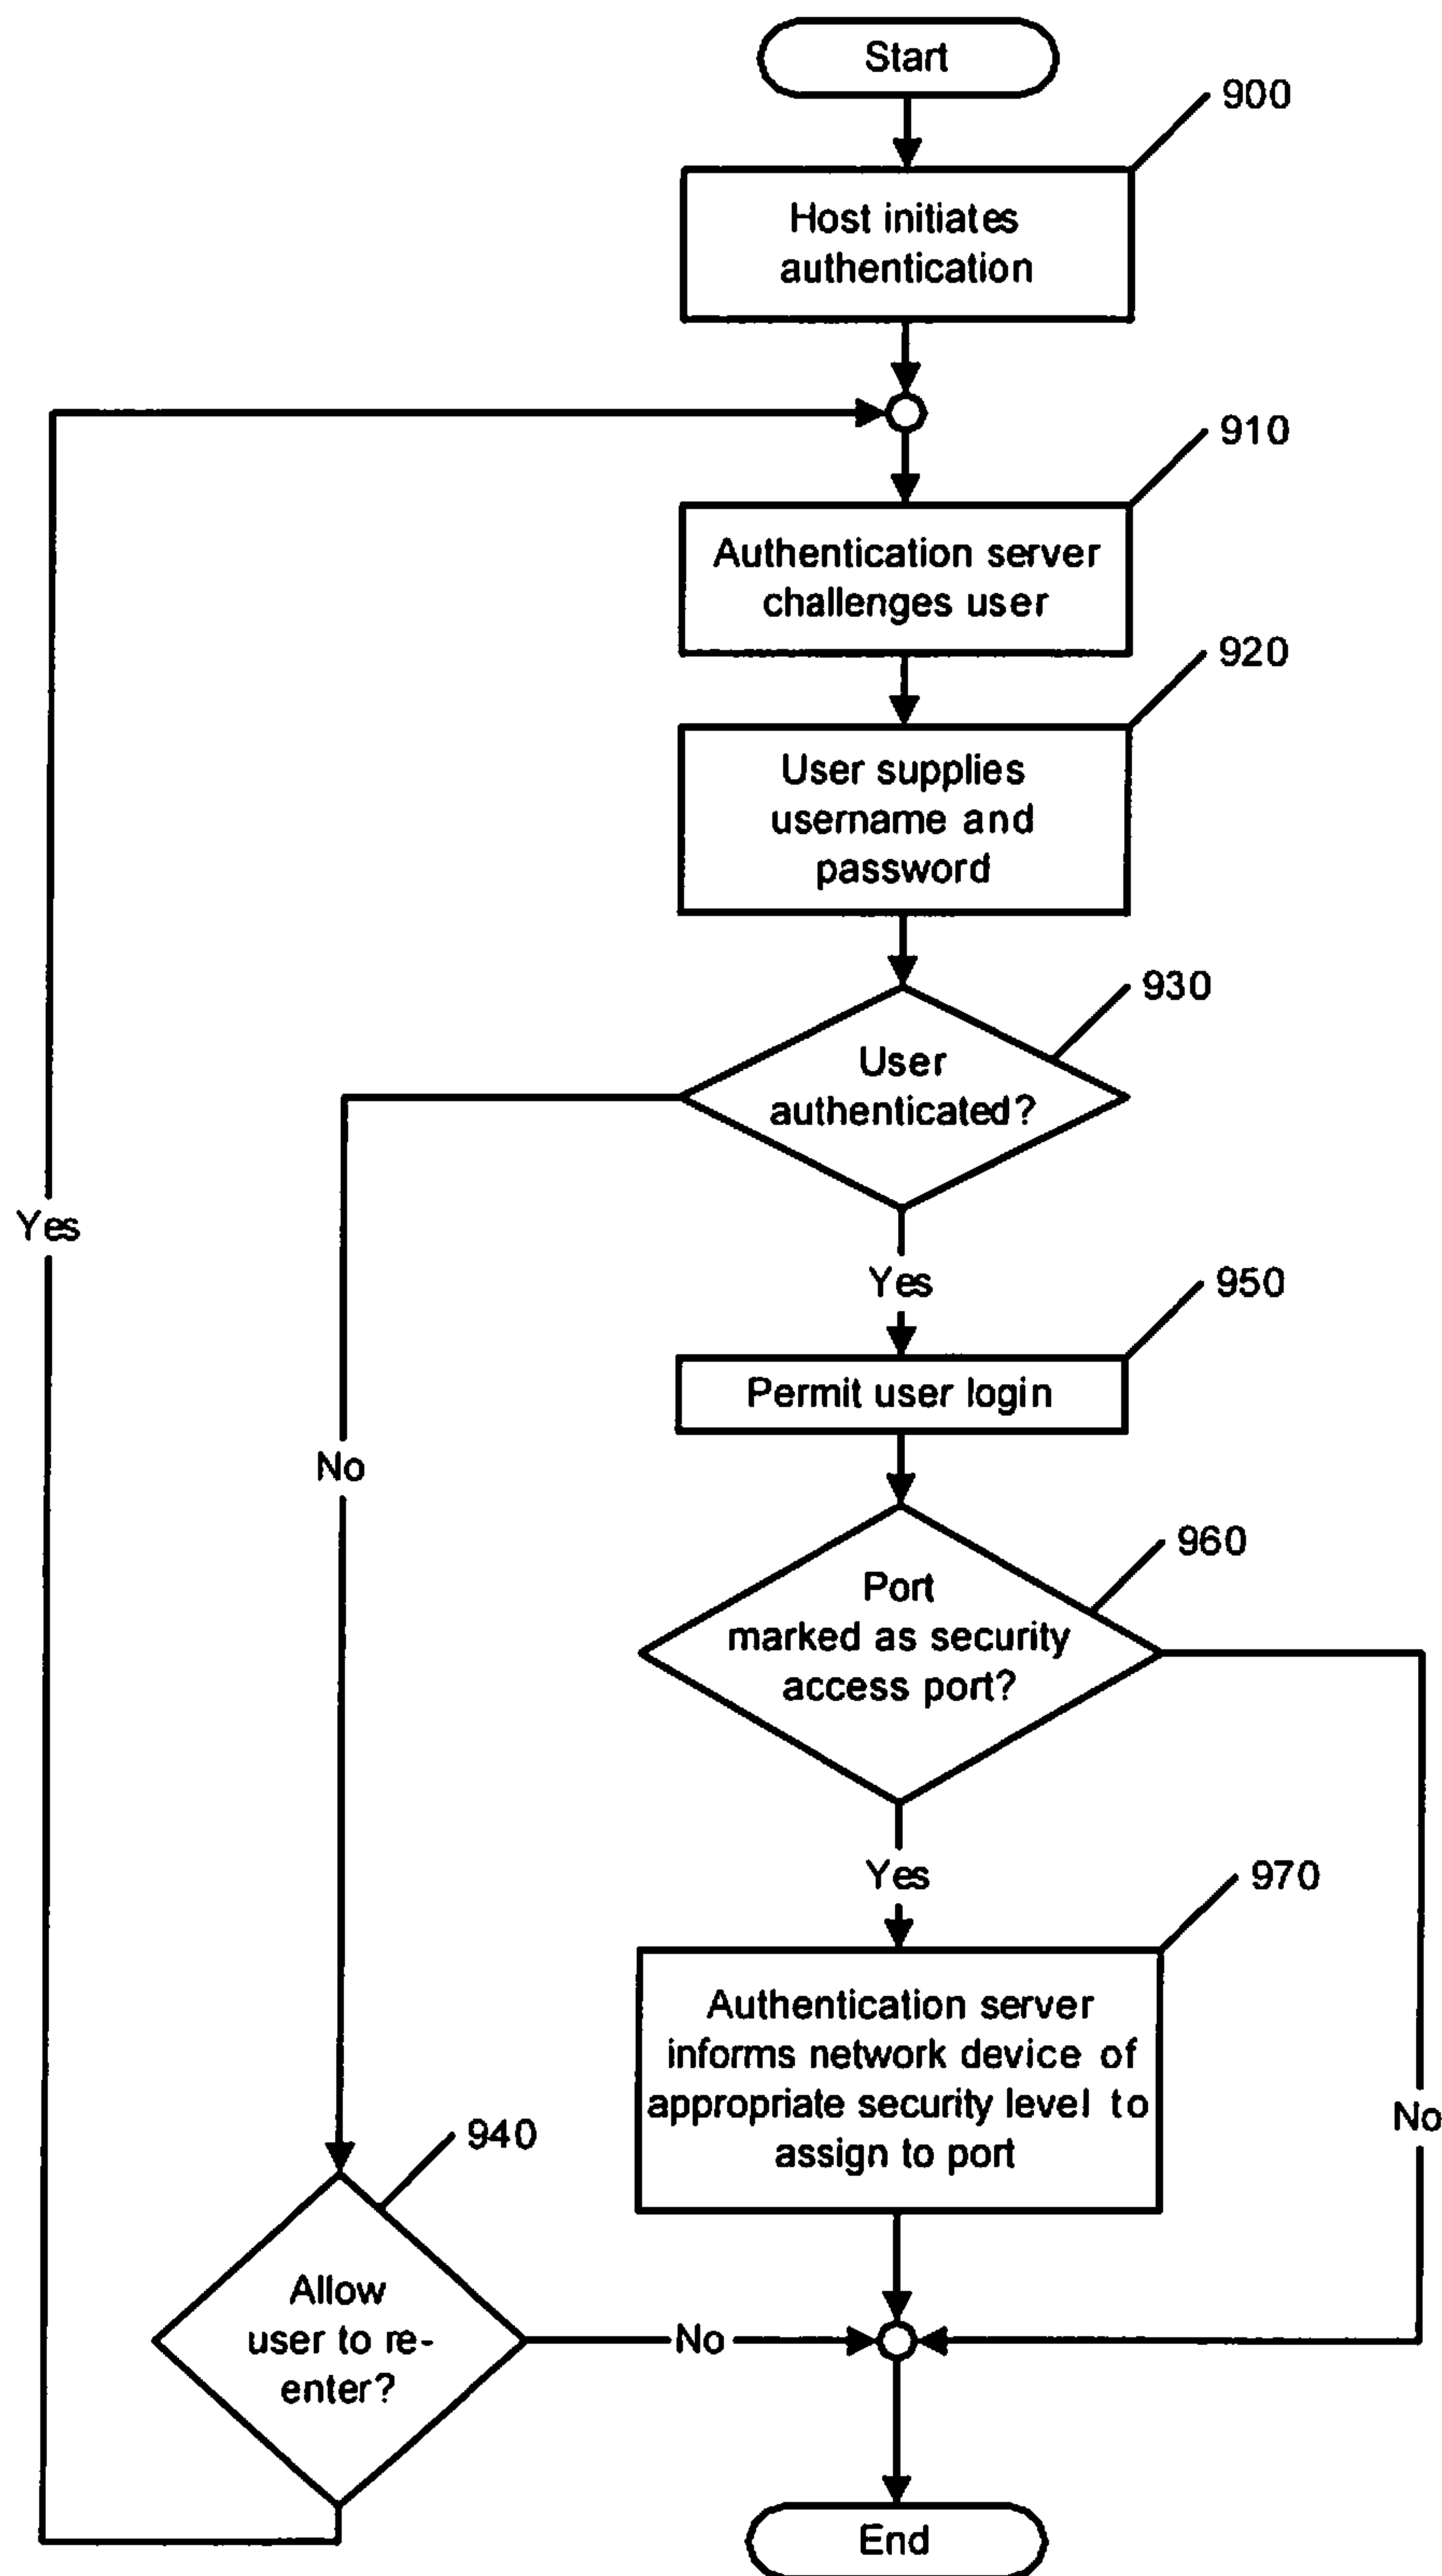 Start
900
Host initiates
authentication
910
Authentication server
challenges user
920
User supplies
username and
password
930
User
authenticated?
Yes
Yes
950
Permit user login
No
960
Port
marked as security
access port?
Yes
970
Authentication server
informs network device of
appropriate security level to
assign to port
No
940
Allow
user to re-
enter?
No
End